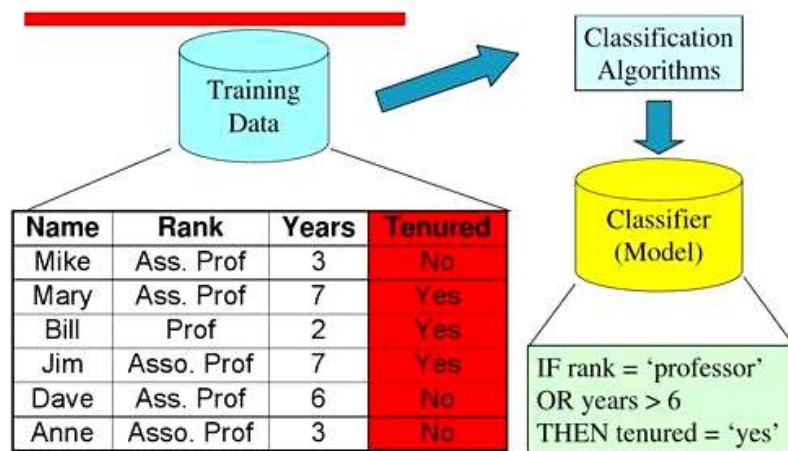 Training
Data
Classification
Algorithms
Classifier
(Model)
Name Rank Years Tenured
Mike Ass. Prof 3 No
Mary Ass. Prof 7 Yes
Bill Prof 2 Yes
Jim Asso. Prof 7 Yes
Dave Ass. Prof 6 No
Anne Asso. Prof 3 No
IF rank = ‘professor’
OR years > 6
THEN tenured = ‘yes’